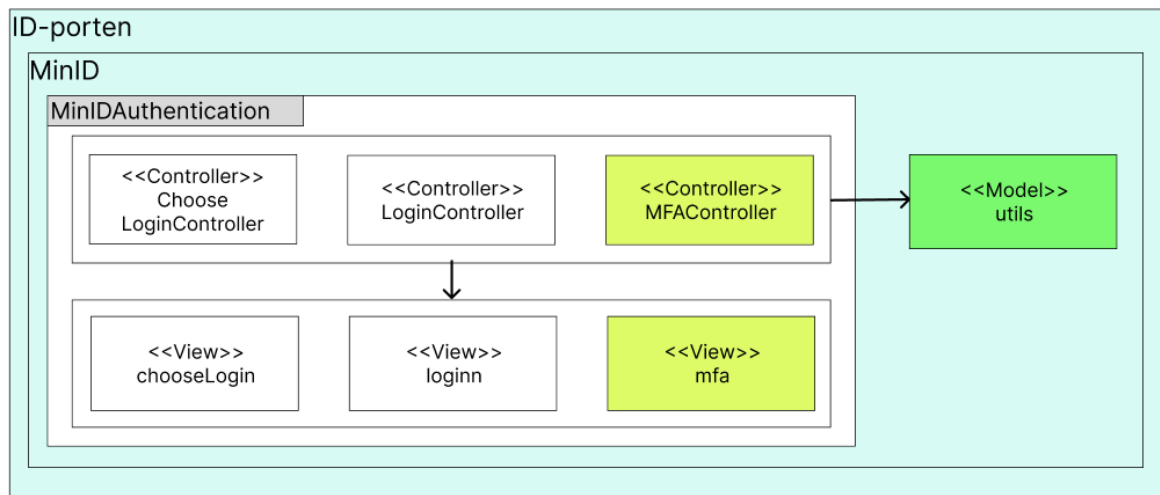 ID-porten
MinID
MinIDAuthentication
<<Controller>>
Choose
LoginController
<<Controller>>
LoginController
<<Controller>>
MFAController
<<Model>>
utils
<<View>>
chooseLogin
<<View>>
loginn
<<View>>
mfa